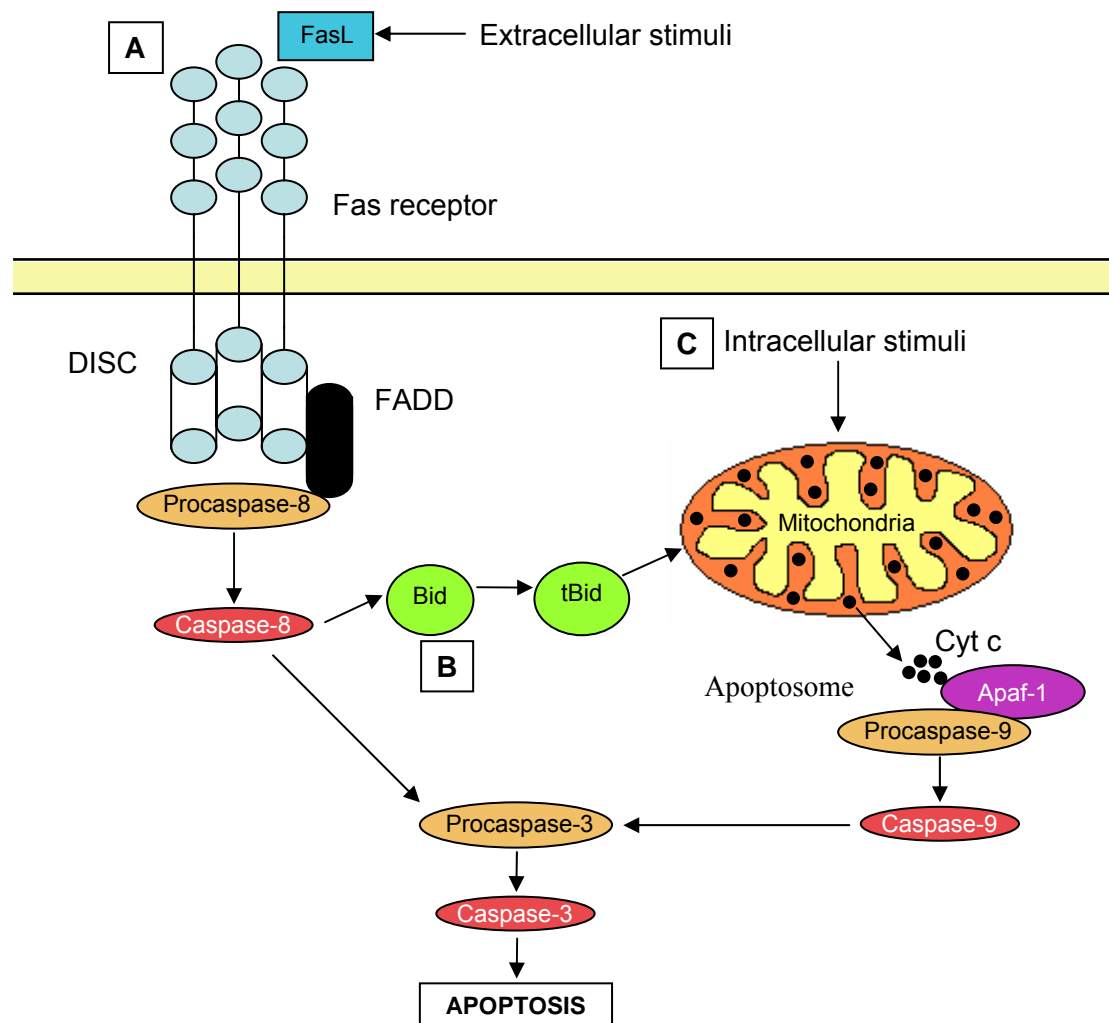 A
FasL
Extracellular stimuli
Fas receptor
DISC
FADD
C
Intracellular stimuli
Procaspase-8
Mitochondria
Caspase-8
Bid
tBid
B
Cyt c
Apoptosome
Apaf-1
Procaspase-9
Procaspase-3
Caspase-9
Caspase-3
APOPTOSIS